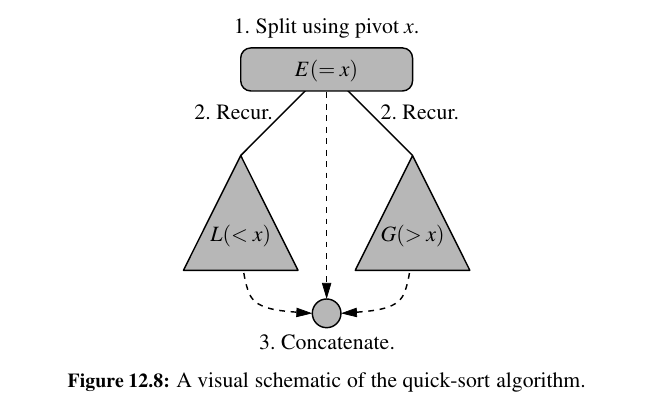 1. Split using pivot x.
E(= x)
2. Recur.
2. Recur.
L(< x)
G(> x)
3. Concatenate.
Figure 12.8: A visual schematic of the quick-sort algorithm.